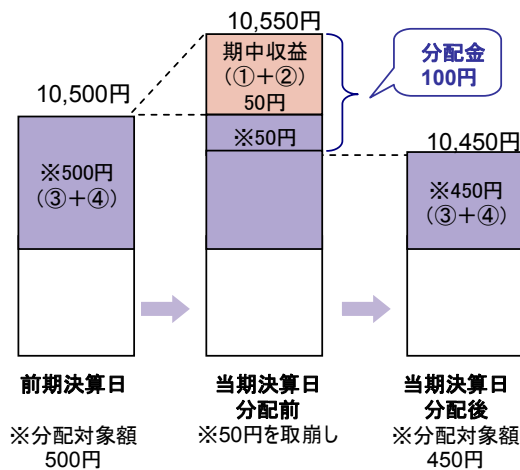 10,500円
※500円
(③+④)
前期決算日
※分配対象額
500円
10,550円
期中収益
(①+②)
50円
※50円
分配金
100円
当期決算日
分配前
※50円を取崩し
10,450円
※450円
(③+④)
当期決算日
分配後
※分配対象額
450円